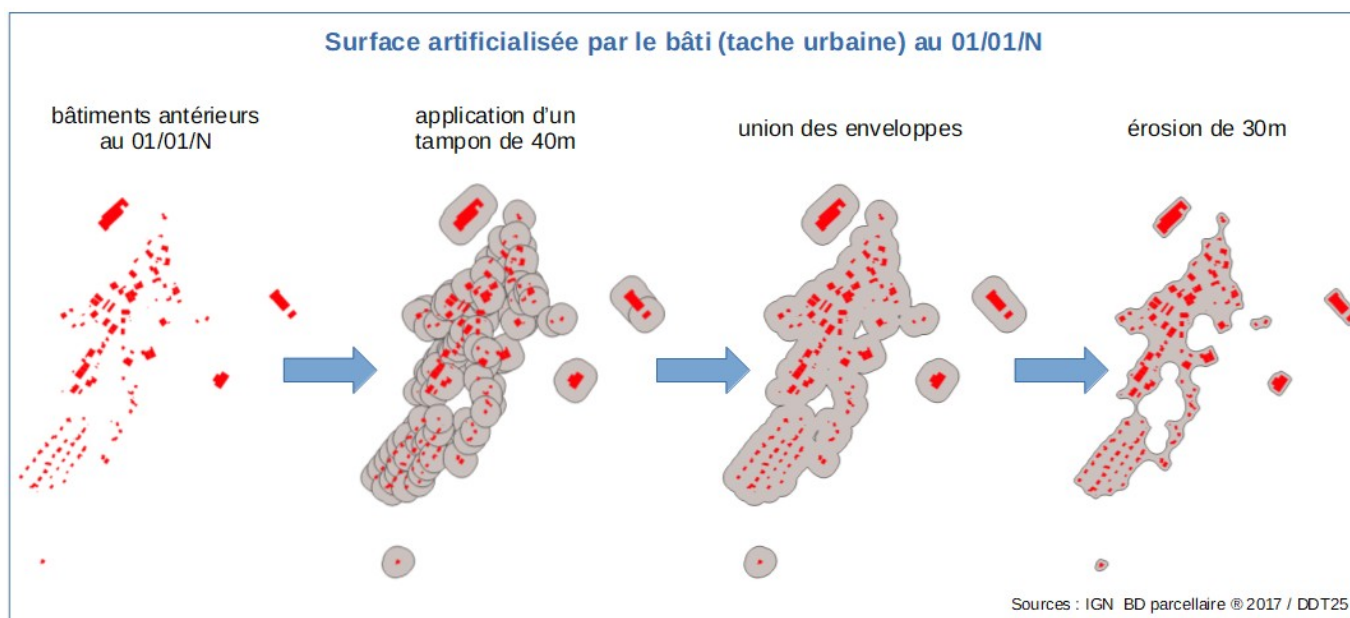 Surface artificialisée par le bâti (tache urbaine) au 01/01/N
bâtiments antérieurs
au 01/01/N
application d'un
tampon de 40m
union des enveloppes
érosion de 30m
Sources : IGN BD parcellaire ® 2017 / DDT25